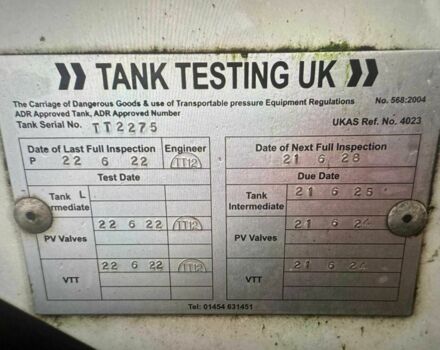 TANK TESTING UK
The Carriage of Dangerous Goods & use of Transportable pressure Equipment Regulations No. 568:2004
ADR Approved Tank, ADR Approved Number
Tank Serial No. TT2275 UKAS Ref. No. 4023
Date of Last Full Inspection Engineer
P 22 6 22 TT12
Test Date
Tank L
rmediate
PV Valves 22 6 22 TT12
VTT 22 6 22 TT12
Date of Next Full Inspection
21 6 28
Due Date
Tank Intermediate 21 6 25
PV Valves 21 6 24
VTT 21 6 24
Tel: 01454 631451